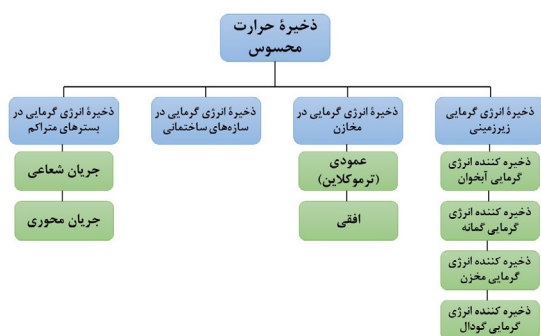 ذخیرهٔ حرارت
محسوس
ذخیرهٔ انرژی گرمایی
زیرزمینی
ذخیرهٔ انرژی گرمایی در
مخازن
ذخیرهٔ انرژی گرمایی در
سازه‌های ساختمانی
ذخیرهٔ انرژی گرمایی در
بسترهای متراکم
ذخیره کننده انرژی
گرمایی آبخوان
ذخیره کننده انرژی
گرمایی گمانه
ذخیره کننده انرژی
گرمایی مخزن
ذخیره کننده انرژی
گرمایی گودال
عمودی
(ترموکلاین)
افقی
جریان شعاعی
جریان محوری